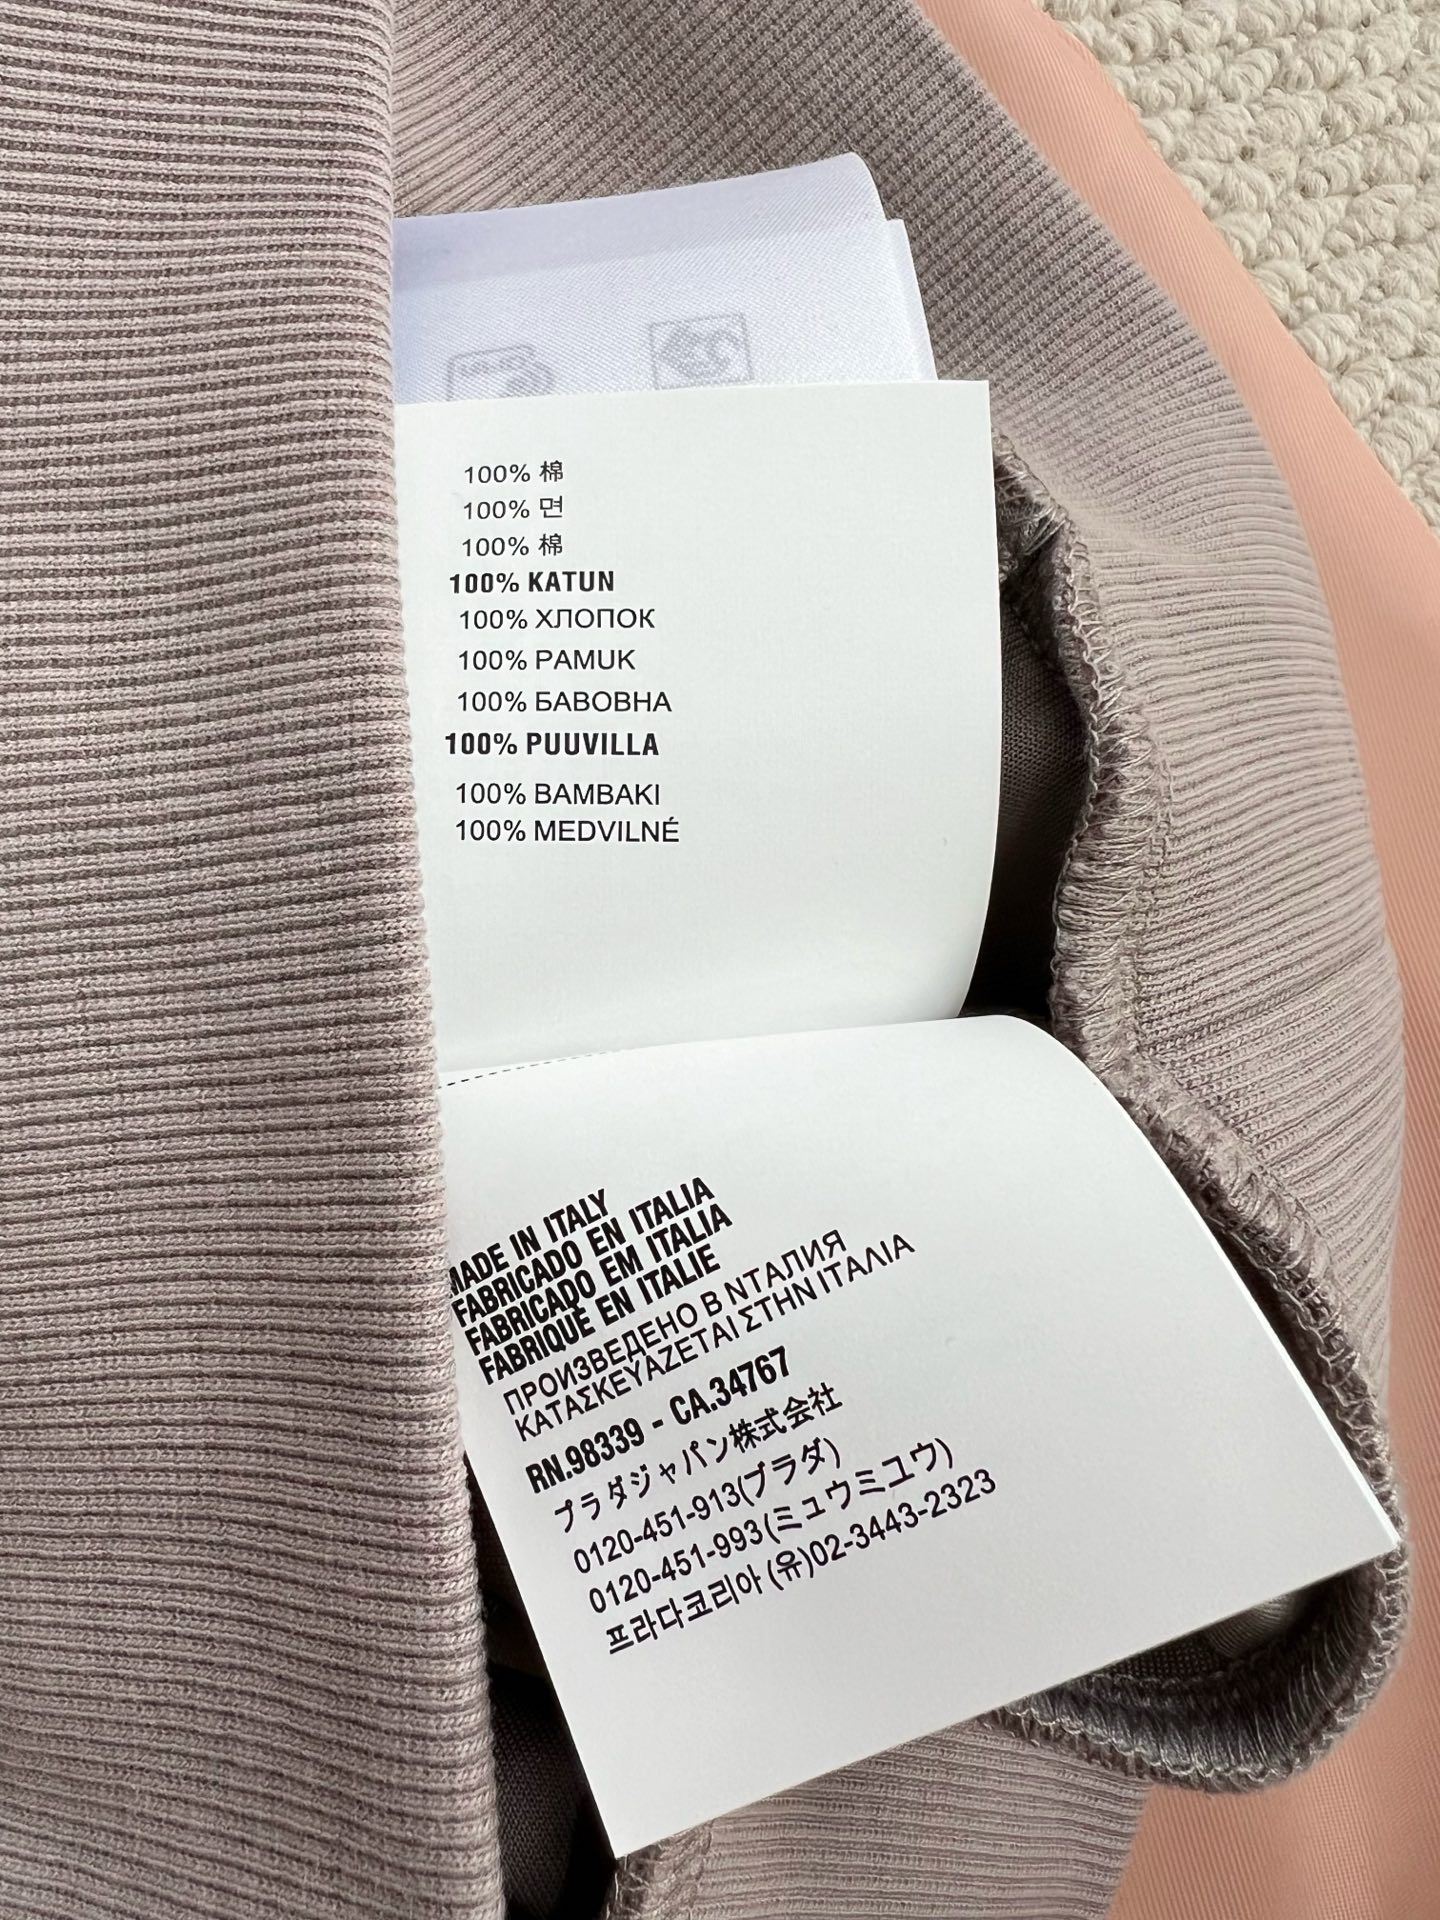 100% 棉
100% 면
100% 棉
100% KATUN
100% ХЛОПОК
100% PAMUK
100% БАВОВНА
100% PUUVILLA
100% BAMBAKI
100% MEDVILNÉ
MADE IN ITALY
FABRICADO EN ITALIA
FABRICADO EM ITALIA
FABRIQUÉ EN ITALIE
ПРОИЗВЕДЕНО В NТАЛИЯ
ΚΑΤΑΣΚΕΥΑΖΕΤΑΙ ΣΤΗΝ ΙΤΑΛΙΑ
RN.98339 - CA.34767
プラダジャパン株式会社
0120-451-913(ブラダ)
0120-451-993(ミュウミユウ)
프라다코리아 (유)02-3443-2323